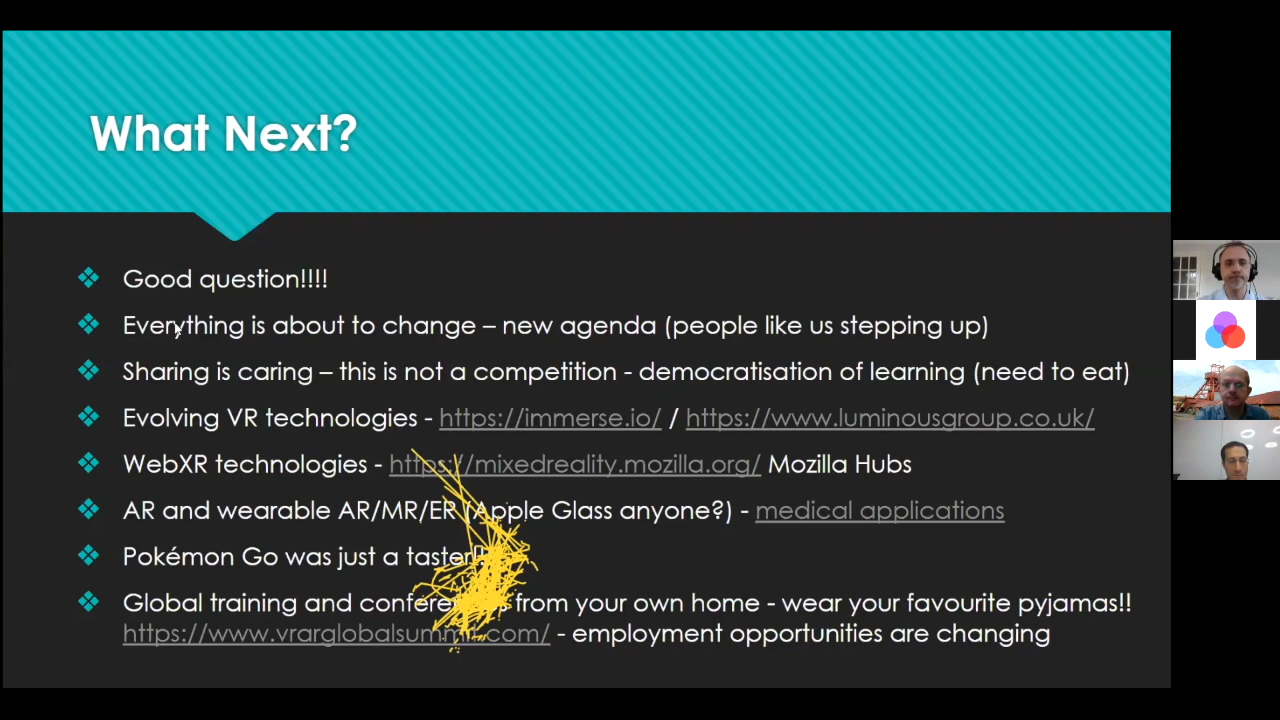 What Next?
Good question!!!!
Everything is about to change – new agenda (people like us stepping up)
Sharing is caring – this is not a competition - democratisation of learning (need to eat)
Evolving VR technologies - https://immerse.io/ / https://www.luminousgroup.co.uk/
WebXR technologies - https://mixedreality.mozilla.org/ Mozilla Hubs
AR and wearable AR/MR/ER (Apple Glass anyone?) - medical applications
Pokémon Go was just a taster!!
Global training and conferences from your own home - wear your favourite pyjamas!!
https://www.vrarglobalsummit.com/ - employment opportunities are changing